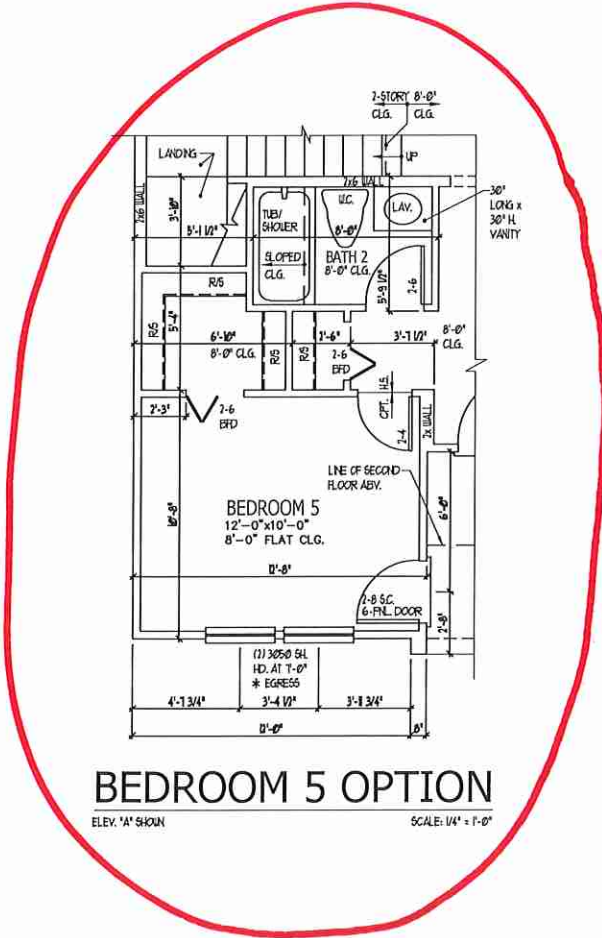 2-STORY 8'-0"
CLG. CLG.
LANDING
UP
2x6 WALL
2x6 WALL
3'-10"
5'-1 1/2"
TUB/
SHOWER
W.C.
LAV.
30"
LONG x
30" H.
VANITY
8'-0"
SLOPED
CLG.
BATH 2
8'-0" CLG.
5'-9 1/2"
2-6
R/S
R/S
5'-4"
6'-10"
8'-0" CLG.
R/S
R/S
2'-6"
2-6
BFD
3'-7 1/2"
8'-0"
CLG.
2'-3"
2-6
BFD
CPT.
H.S.
2-4
2x WALL
LINE OF SECOND
FLOOR ABV.
6'-0"
10'-8"
BEDROOM 5
12'-0"x10'-0"
8'-0" FLAT CLG.
12'-8"
2-8 S.C.
6-PNL. DOOR
2'-8"
(2) 3050 SH.
HD. AT 7'-0"
* EGRESS
4'-7 3/4"
3'-4 1/2"
3'-11 3/4"
12'-0"
8"
BEDROOM 5 OPTION
ELEV. "A" SHOWN
SCALE: 1/4" = 1'-0"